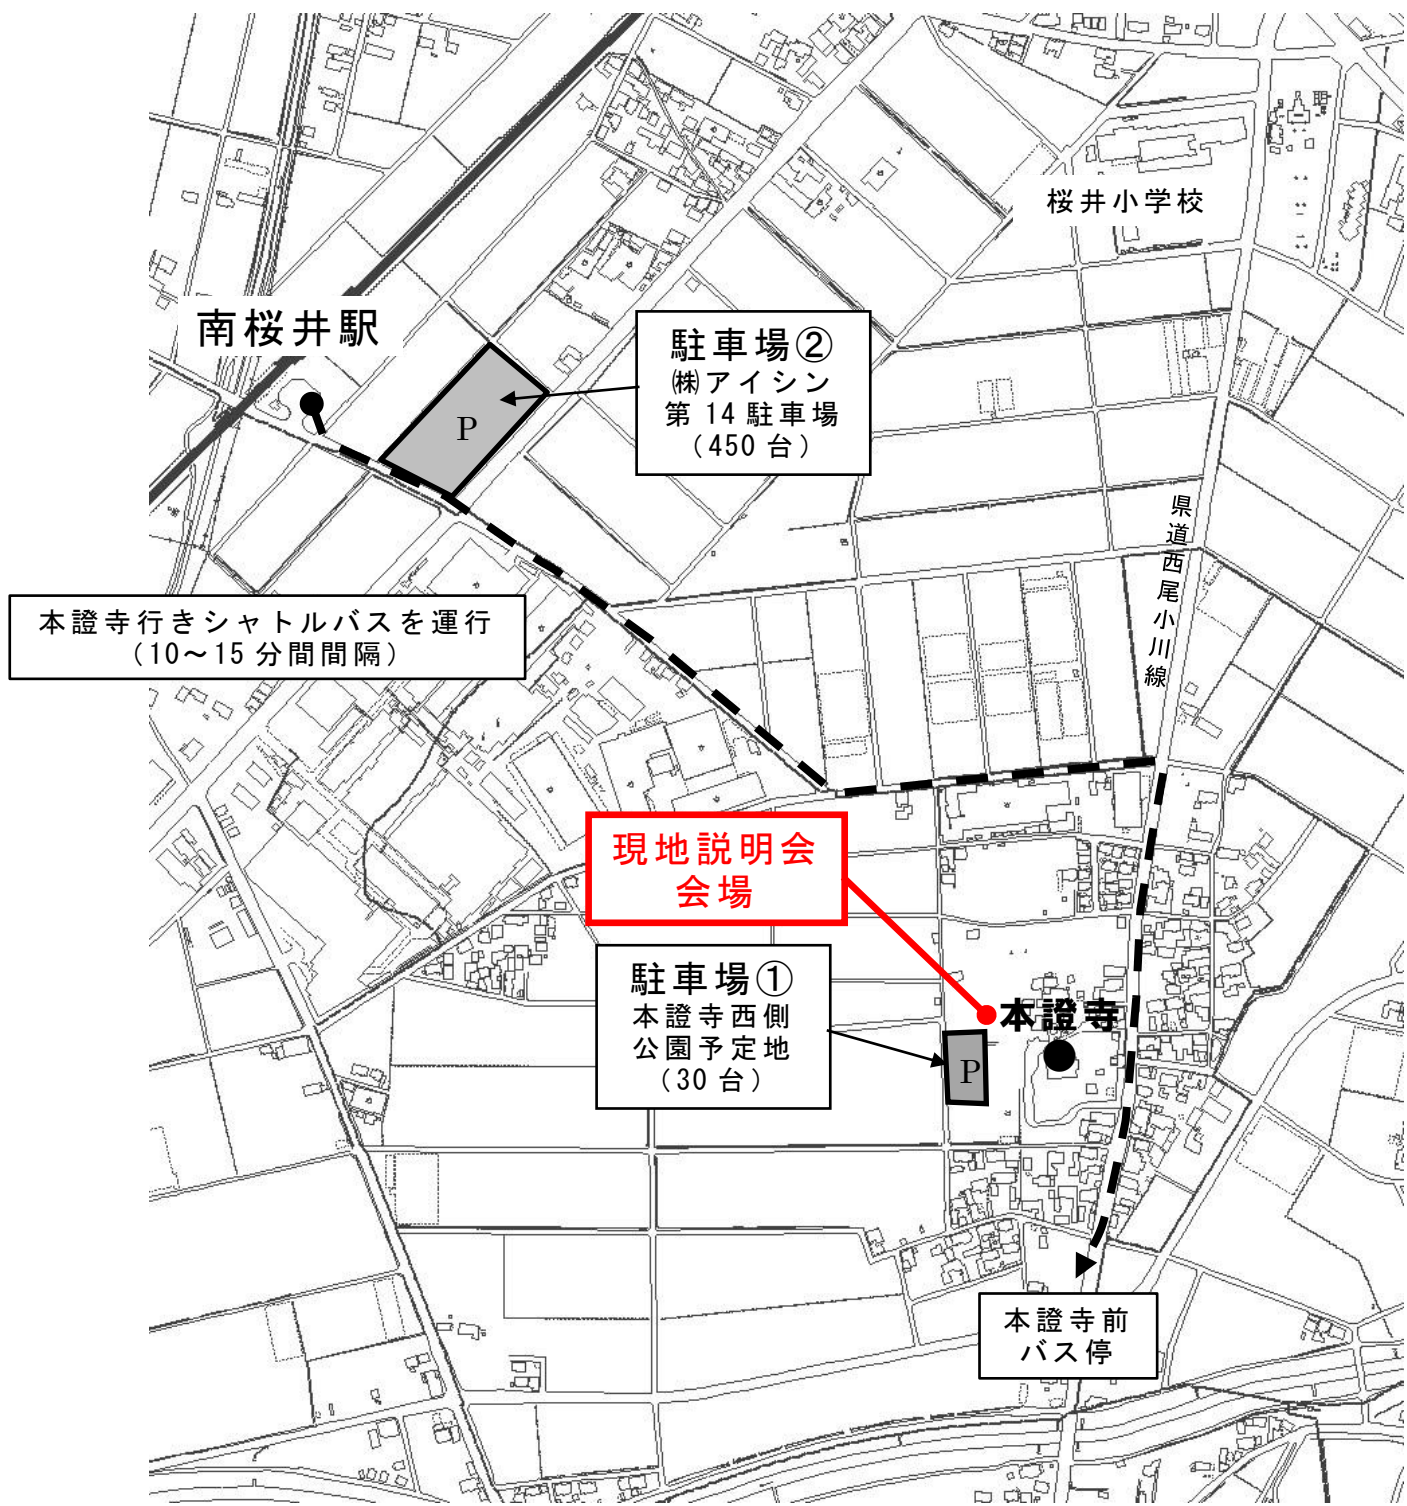 桜井小学校
南桜井駅
駐車場②
㈱アイシン
第14駐車場
（450台）
P
県道西尾小川線
本證寺行きシャトルバスを運行
（10～15分間間隔）
現地説明会
会場
駐車場①
本證寺西側
公園予定地
（30台）
本證寺
P
本證寺前
バス停